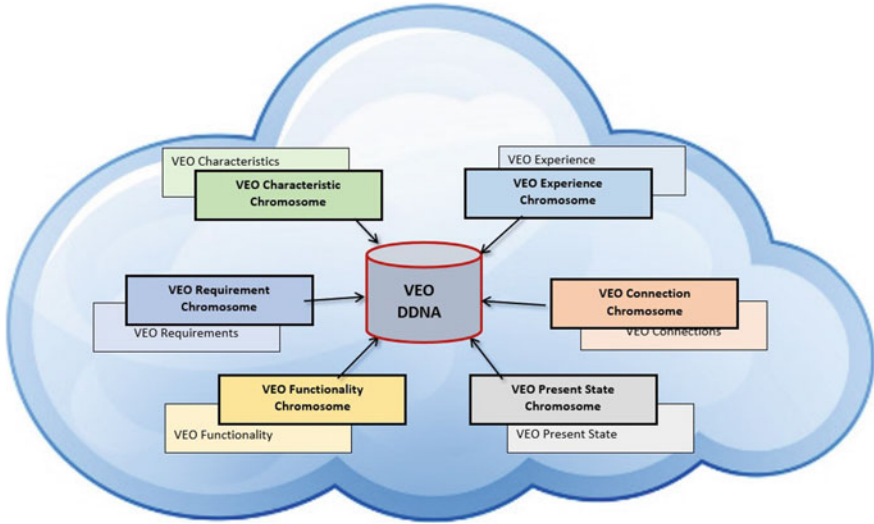 VEO Characteristics
VEO Characteristic
Chromosome
VEO Experience
VEO Experience
Chromosome
VEO
DDNA
VEO Requirement
Chromosome
VEO Requirements
VEO Connection
Chromosome
VEO Connections
VEO Functionality
Chromosome
VEO Functionality
VEO Present State
Chromosome
VEO Present State